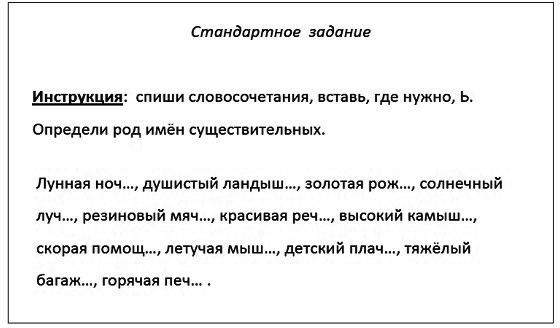 Стандартное задание
Инструкция: спиши словосочетания, вставь, где нужно, Ь.
Определи род имён существительных.
Лунная ноч…, душистый ландыш…, золотая рож…, солнечный
луч…, резиновый мяч…, красивая реч…, высокий камыш…,
скорая помощ…, летучая мыш…, детский плач…, тяжёлый
багаж…, горячая печ… .